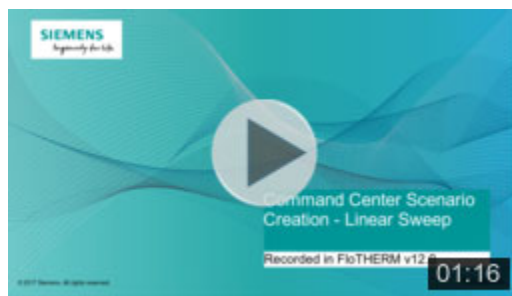 SIEMENS
Ingenuity for life
Command Center Scenario
Creation - Linear Sweep
Recorded in FloTHERM v12.
01:16
© 2017 Siemens. All rights reserved